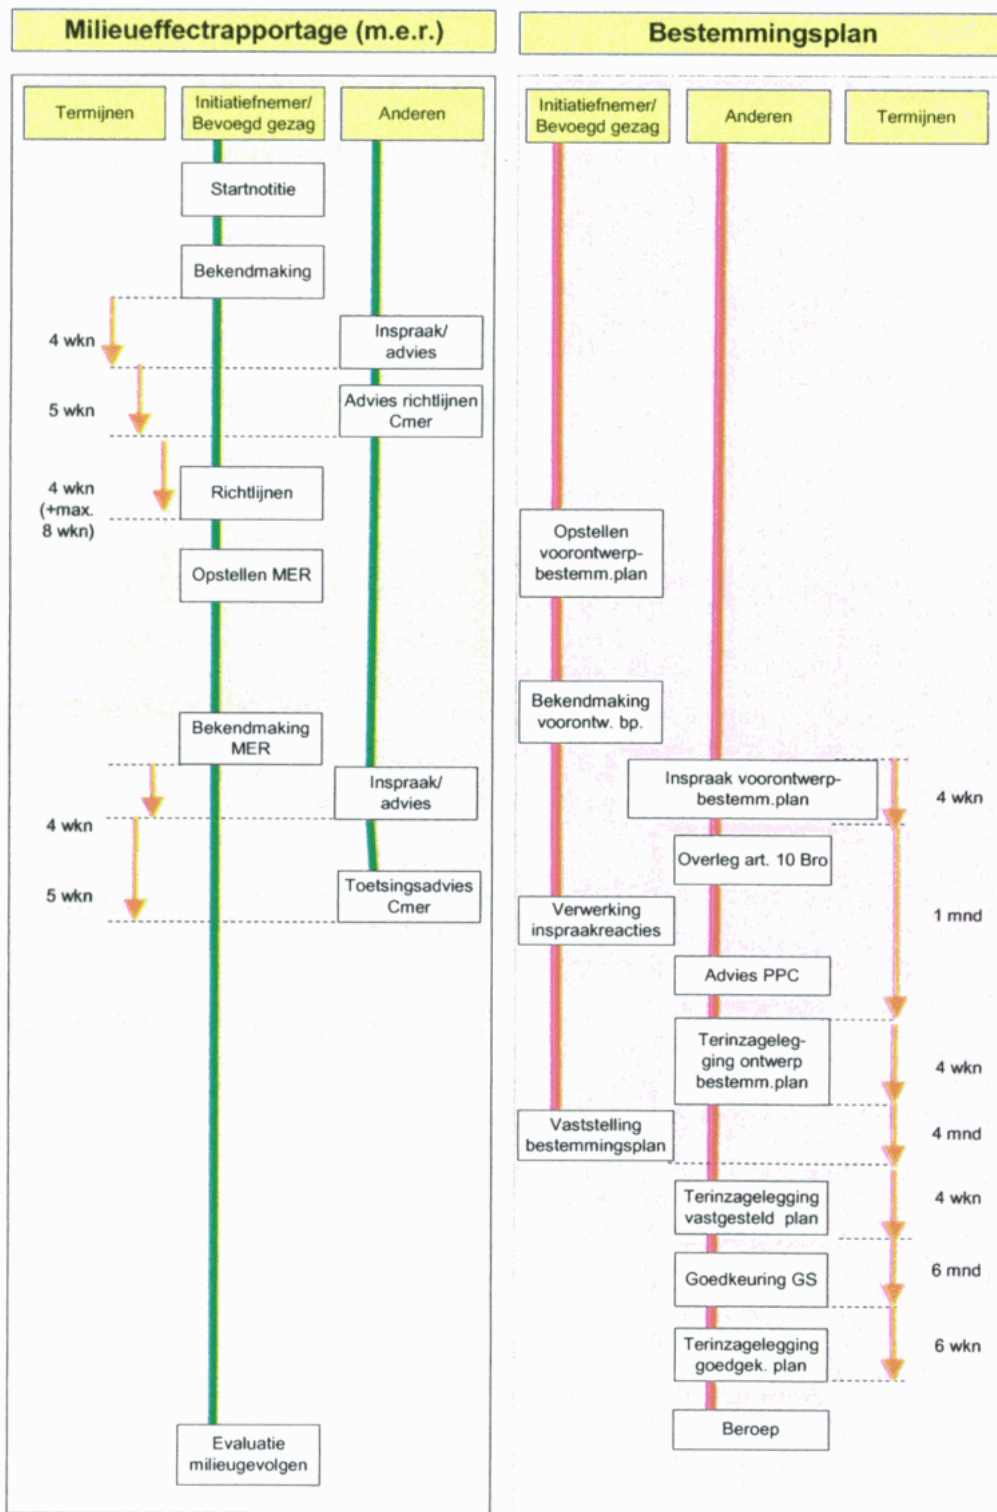 Milieueffectrapportage (m.e.r.)
Termijnen
Initiatiefnemer/
Bevoegd gezag
Anderen
Startnotitie
Bekendmaking
4 wkn
Inspraak/
advies
5 wkn
Advies richtlijnen
Cmer
4 wkn
(+max.
8 wkn)
Richtlijnen
Opstellen MER
Bekendmaking
MER
4 wkn
Inspraak/
advies
5 wkn
Toetsingsadvies
Cmer
Evaluatie
milieugevolgen
Bestemmingsplan
Initiatiefnemer/
Bevoegd gezag
Anderen
Termijnen
Opstellen
voorontwerp-
bestemm.plan
Bekendmaking
voorontw. bp.
Inspraak voorontwerp-
bestemm.plan
4 wkn
Overleg art. 10 Bro
Verwerking
inspraakreacties
1 mnd
Advies PPC
Terinzageleg-
ging ontwerp
bestemm.plan
4 wkn
Vaststelling
bestemmingsplan
4 mnd
Terinzagelegging
vastgesteld plan
4 wkn
Goedkeuring GS
6 mnd
Terinzagelegging
goedgek. plan
6 wkn
Beroep